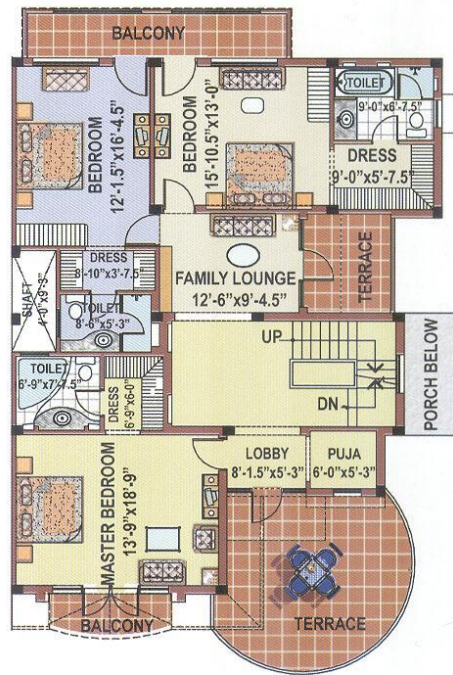 BALCONY
BEDROOM
12'-1.5"x16'-4.5"
BEDROOM
15'-10.5"x13'-0"
TOILET
9'-0"x6'-7.5"
DRESS
9'-0"x5'-7.5"
DRESS
8'-10"x3'-7.5"
FAMILY LOUNGE
12'-6"x9'-4.5"
TERRACE
SHAFT
4'-0"x9'-3"
TOILET
8'-6"x5'-3"
UP
DN
PORCH BELOW
TOILET
6'-9"x7'-7.5"
DRESS
6'-9"x6'-0"
LOBBY
8'-1.5"x5'-3"
PUJA
6'-0"x5'-3"
MASTER BEDROOM
13'-9"x18'-9"
BALCONY
TERRACE